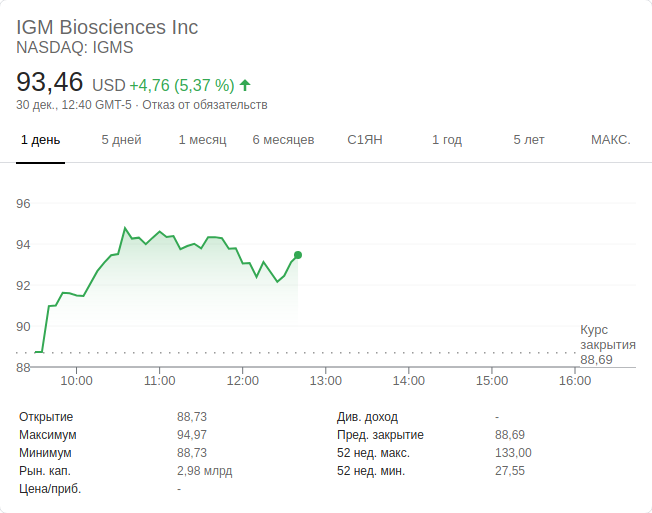 IGM Biosciences Inc
NASDAQ: IGMS
93,46 USD +4,76 (5,37 %)
30 дек., 12:40 GMT-5 · Отказ от обязательств
1 день 5 дней 1 месяц 6 месяцев С1ЯН 1 год 5 лет МАКС.
96
94
92
90
88
Курс
закрытия
88,69
10:00 11:00 12:00 13:00 14:00 15:00 16:00
Открытие 88,73 Див. доход -
Максимум 94,97 Пред. закрытие 88,69
Минимум 88,73 52 нед. макс. 133,00
Рын. кап. 2,98 млрд 52 нед. мин. 27,55
Цена/приб. -